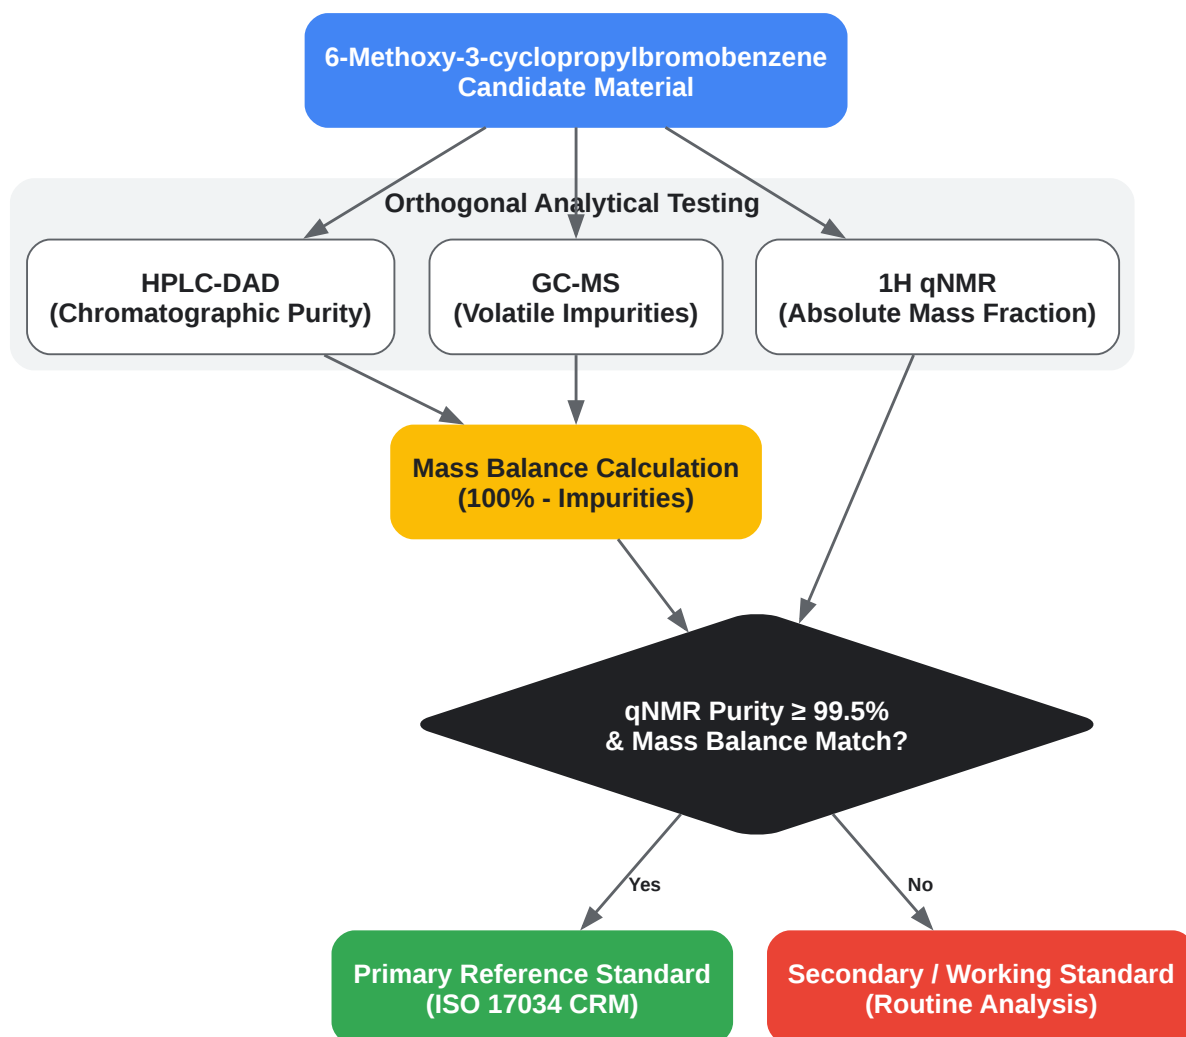 6-Methoxy-3-cyclopropylbromobenzene
Candidate Material
Orthogonal Analytical Testing
HPLC-DAD
(Chromatographic Purity)
GC-MS
(Volatile Impurities)
1H qNMR
(Absolute Mass Fraction)
Mass Balance Calculation
(100% - Impurities)
qNMR Purity ≥ 99.5%
& Mass Balance Match?
Yes
No
Primary Reference Standard
(ISO 17034 CRM)
Secondary / Working Standard
(Routine Analysis)